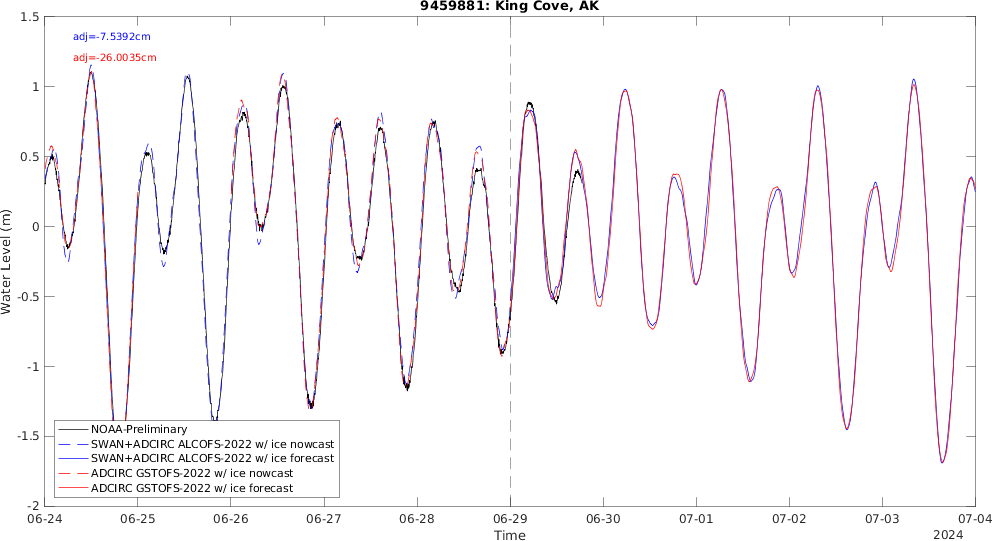 9459881: King Cove, AK
adj=-7.5392cm
adj=-26.0035cm
1.5
1
0.5
0
-0.5
-1
-1.5
-2
Water Level (m)
NOAA-Preliminary
SWAN+ADCIRC ALCOFS-2022 w/ ice nowcast
SWAN+ADCIRC ALCOFS-2022 w/ ice forecast
ADCIRC GSTOFS-2022 w/ ice nowcast
ADCIRC GSTOFS-2022 w/ ice forecast
06-24 06-25 06-26 06-27 06-28 06-29 06-30 07-01 07-02 07-03 07-04
Time
2024